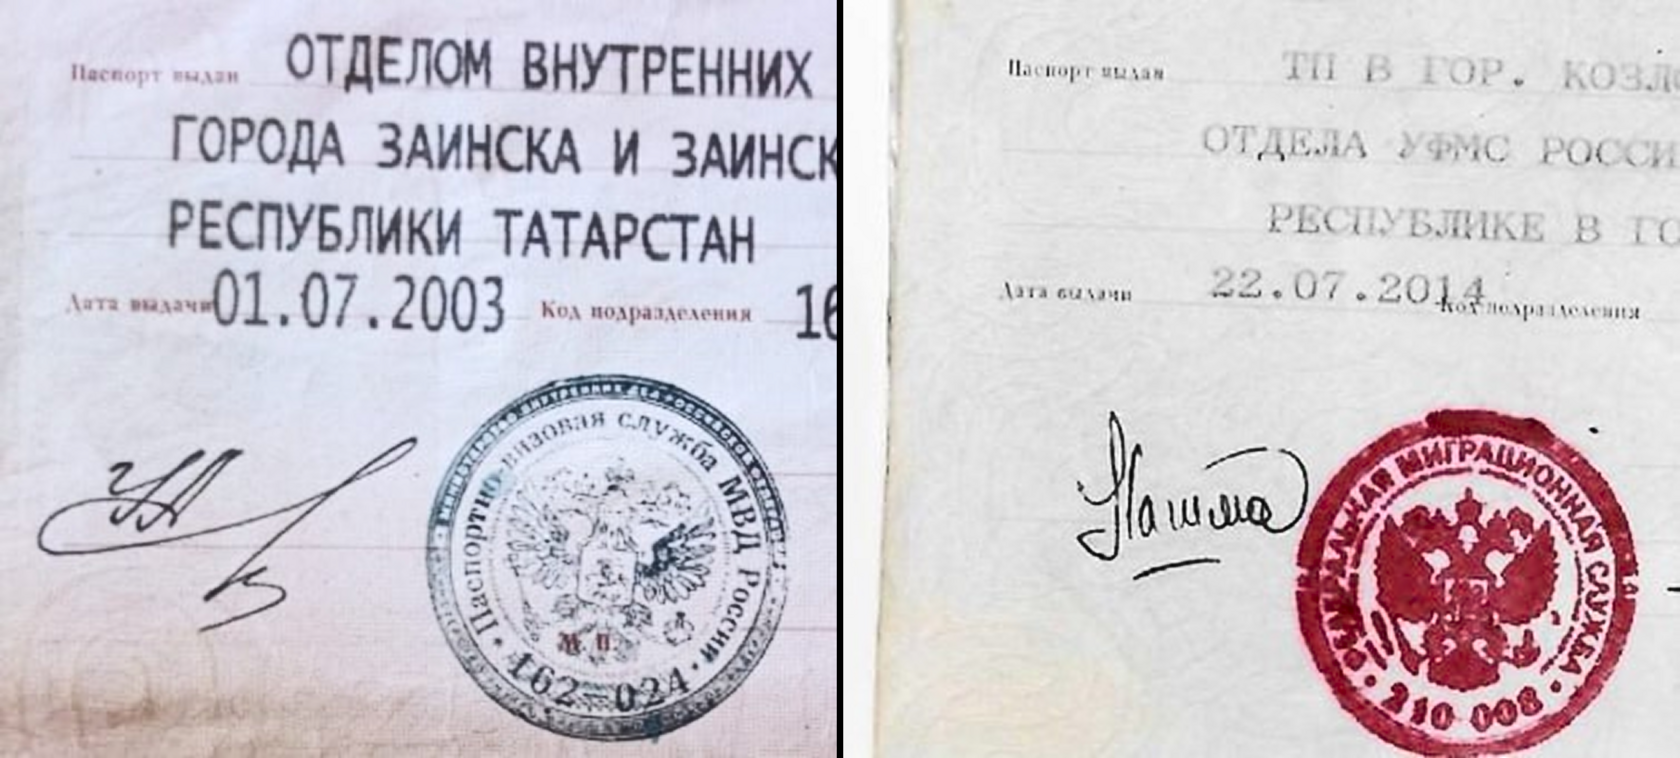 Паспорт выдан ОТДЕЛОМ ВНУТРЕННИХ
ГОРОДА ЗАИНСКА И ЗАИНСК
РЕСПУБЛИКИ ТАТАРСТАН
Дата выдачи 01.07.2003 Код подразделения 16
Паспортно-визовая служба МВД России
М.П.
162-024
Паспорт выдан ТП В ГОР. КОЗЛ
ОТДЕЛА УФМС РОССИ
РЕСПУБЛИКЕ В ГО
Дата выдачи 22.07.2014 Код подразделения
МИГРАЦИОННАЯ СЛУЖБА
210 008